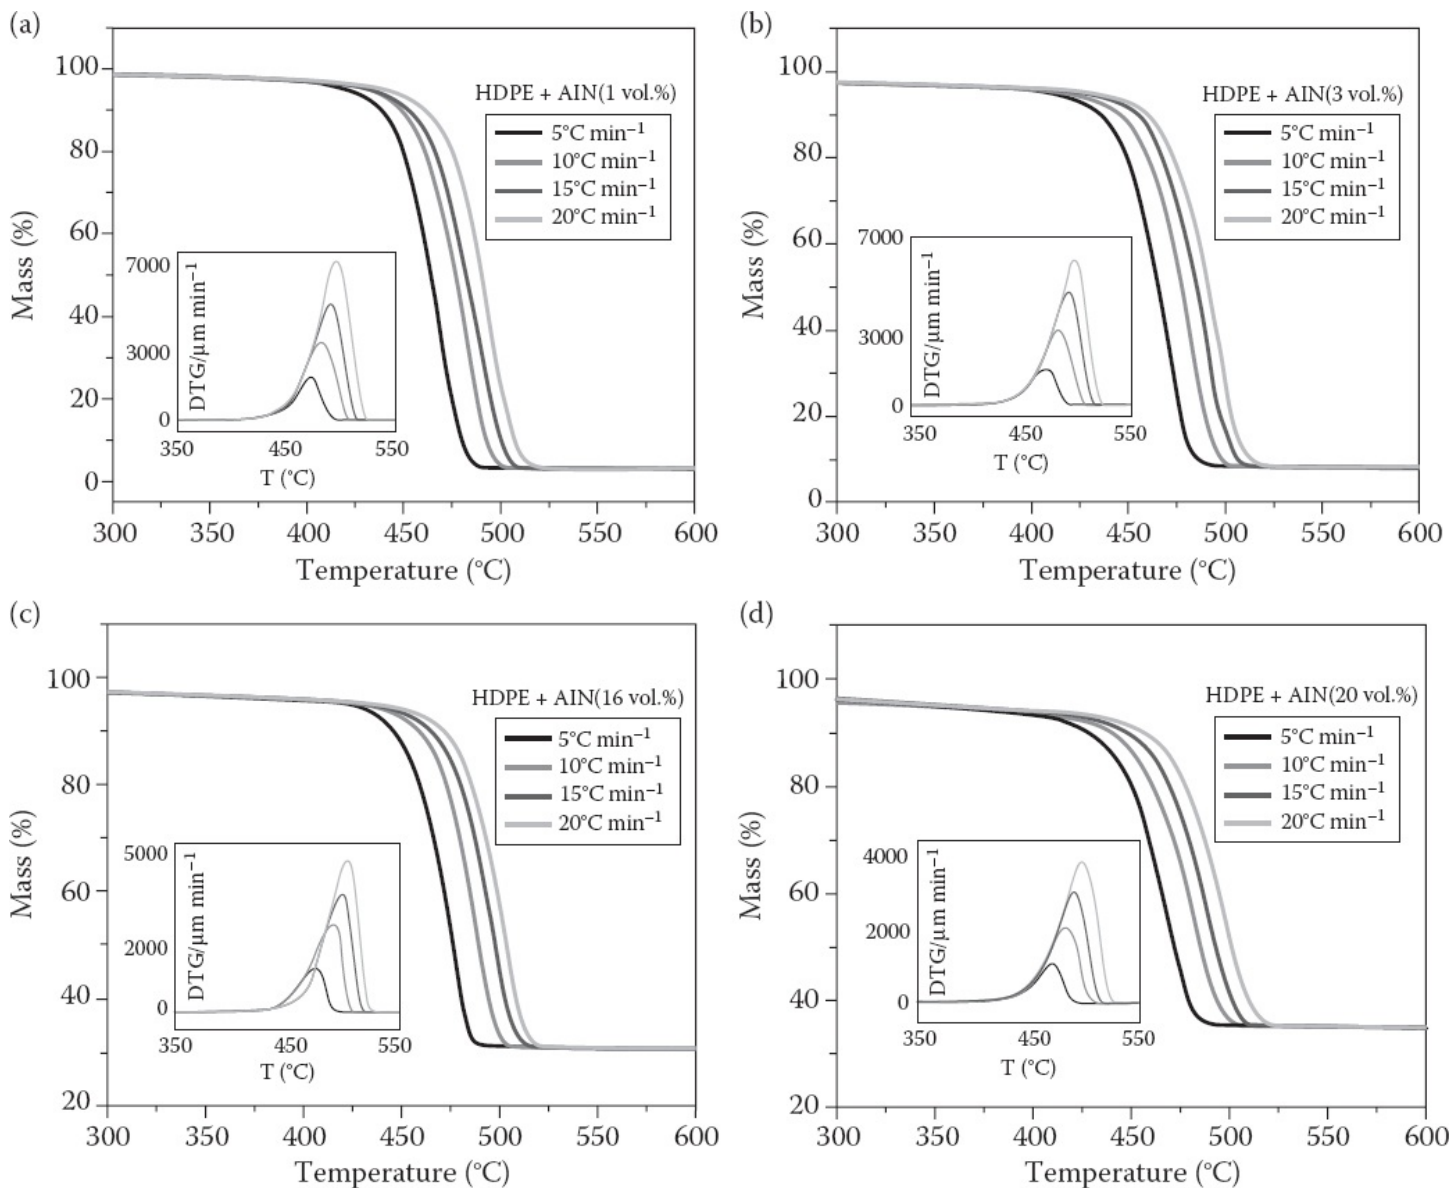 (a)
100
80
60
40
20
0
Mass (%)
HDPE + AIN(1 vol.%)
5°C min⁻¹
10°C min⁻¹
15°C min⁻¹
20°C min⁻¹
7000
3000
0
DTG/µm min⁻¹
350 450 550
T (°C)
300 350 400 450 500 550 600
Temperature (°C)
(b)
100
80
60
40
20
0
Mass (%)
HDPE + AIN(3 vol.%)
5°C min⁻¹
10°C min⁻¹
15°C min⁻¹
20°C min⁻¹
7000
3000
0
DTG/µm min⁻¹
350 450 550
T (°C)
300 350 400 450 500 550 600
Temperature (°C)
(c)
100
80
60
40
20
Mass (%)
HDPE + AIN(16 vol.%)
5°C min⁻¹
10°C min⁻¹
15°C min⁻¹
20°C min⁻¹
5000
2000
0
DTG/µm min⁻¹
350 450 550
T (°C)
300 350 400 450 500 550 600
Temperature (°C)
(d)
100
80
60
40
20
Mass (%)
HDPE + AIN(20 vol.%)
5°C min⁻¹
10°C min⁻¹
15°C min⁻¹
20°C min⁻¹
4000
2000
0
DTG/µm min⁻¹
350 450 550
T (°C)
300 350 400 450 500 550 600
Temperature (°C)